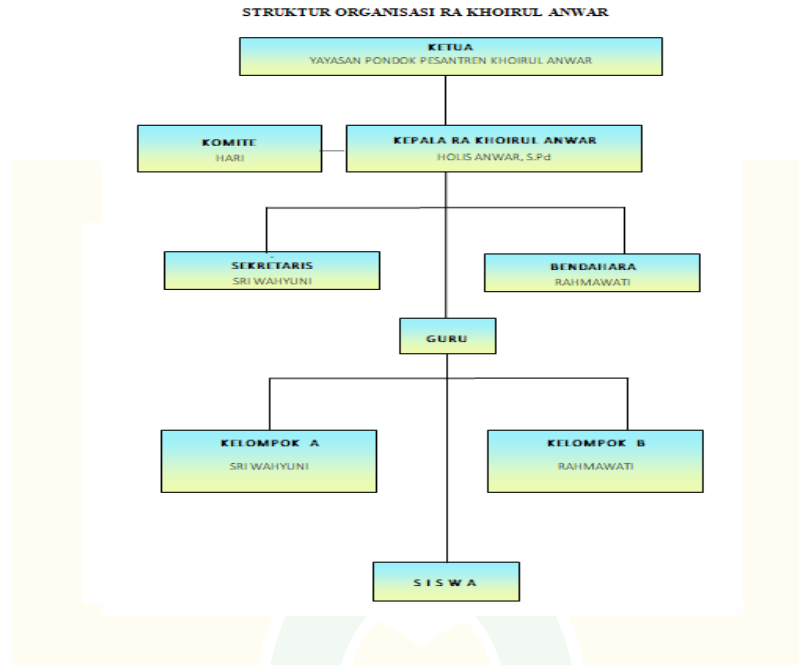 STRUKTUR ORGANISASI RA KHOIRUL ANWAR
KETUA
YAYASAN PONDOK PESANTREN KHOIRUL ANWAR
KOMITE
HARI
KEPALA RA KHOIRUL ANWAR
HOLIS ANWAR, S.Pd
SEKRETARIS
SRI WAHYUNI
BENDAHARA
RAHMAWATI
GURU
KELOMPOK A
SRI WAHYUNI
KELOMPOK B
RAHMAWATI
S I S W A